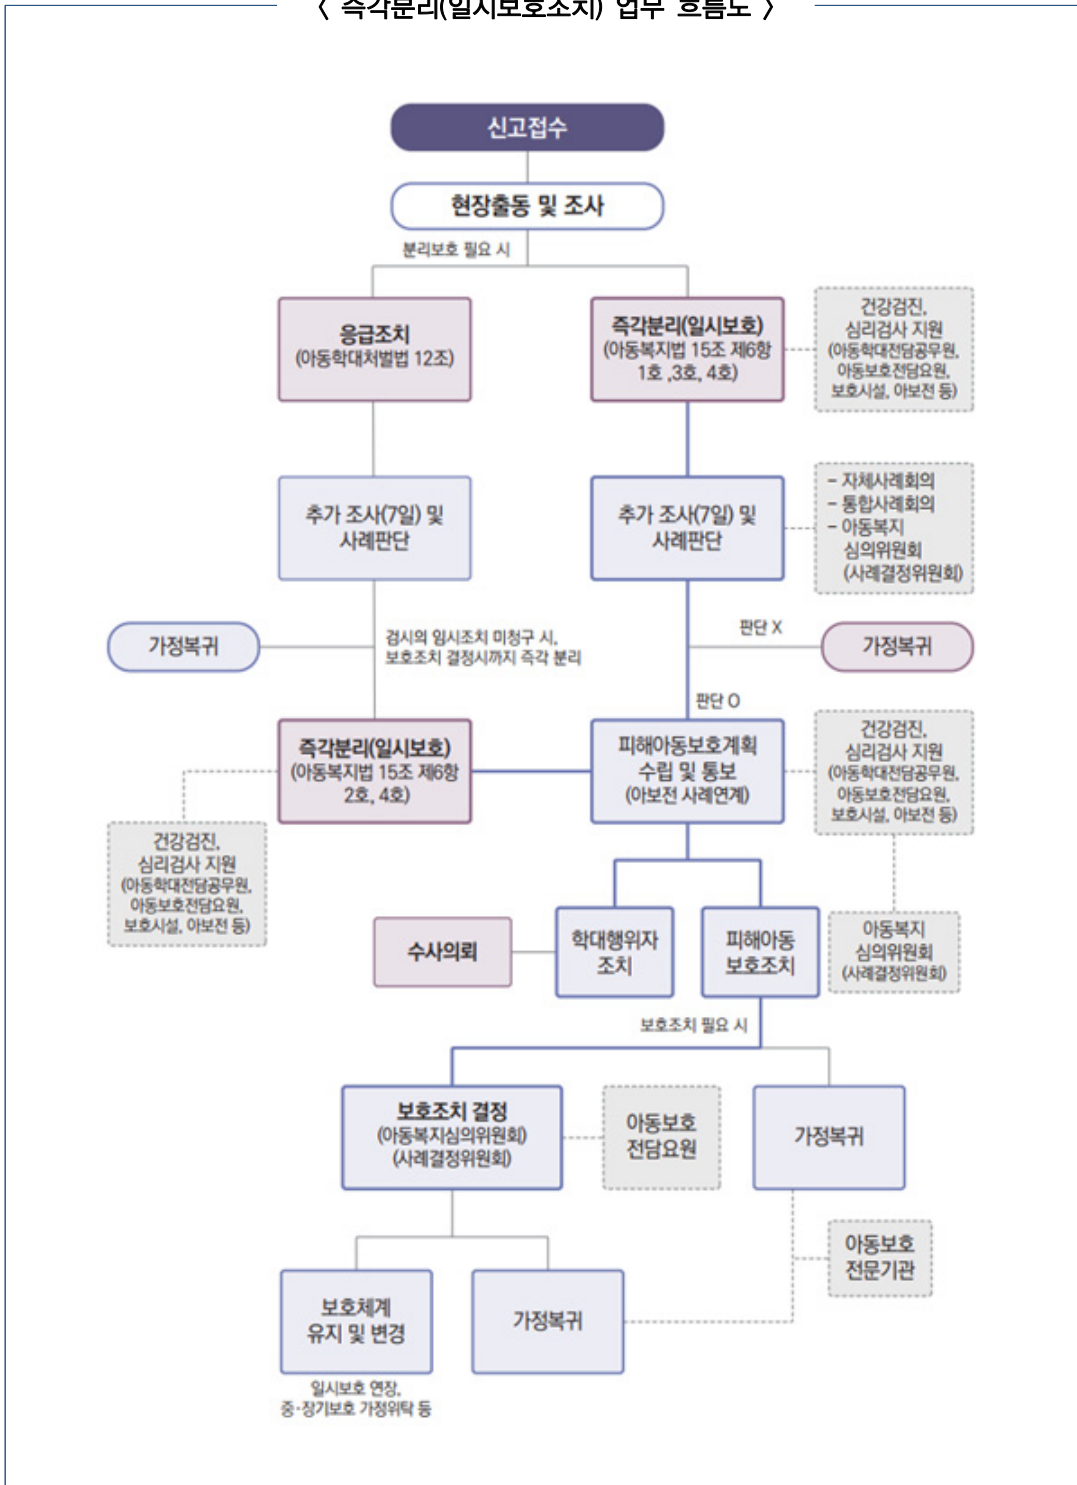 〈 즉각분리(일시보호조치) 업무 흐름도 〉
신고접수
현장출동 및 조사
분리보호 필요 시
응급조치
(아동학대처벌법 12조)
즉각분리(일시보호)
(아동복지법 15조 제6항
1호 ,3호, 4호)
건강검진,
심리검사 지원
(아동학대전담공무원,
아동보호전담요원,
보호시설, 아보전 등)
추가 조사(7일) 및
사례판단
추가 조사(7일) 및
사례판단
- 자체사례회의
- 통합사례회의
- 아동복지
심의위원회
(사례결정위원회)
가정복귀
검시의 임시조치 미청구 시,
보호조치 결정시까지 즉각 분리
판단 X
가정복귀
판단 O
즉각분리(일시보호)
(아동복지법 15조 제6항
2호, 4호)
피해아동보호계획
수립 및 통보
(아보전 사례연계)
건강검진,
심리검사 지원
(아동학대전담공무원,
아동보호전담요원,
보호시설, 아보전 등)
건강검진,
심리검사 지원
(아동학대전담공무원,
아동보호전담요원,
보호시설, 아보전 등)
수사의뢰
학대행위자
조치
피해아동
보호조치
아동복지
심의위원회
(사례결정위원회)
보호조치 필요 시
보호조치 결정
(아동복지심의위원회)
(사례결정위원회)
아동보호
전담요원
가정복귀
아동보호
전문기관
보호체계
유지 및 변경
가정복귀
일시보호 연장,
중·장기보호 가정위탁 등